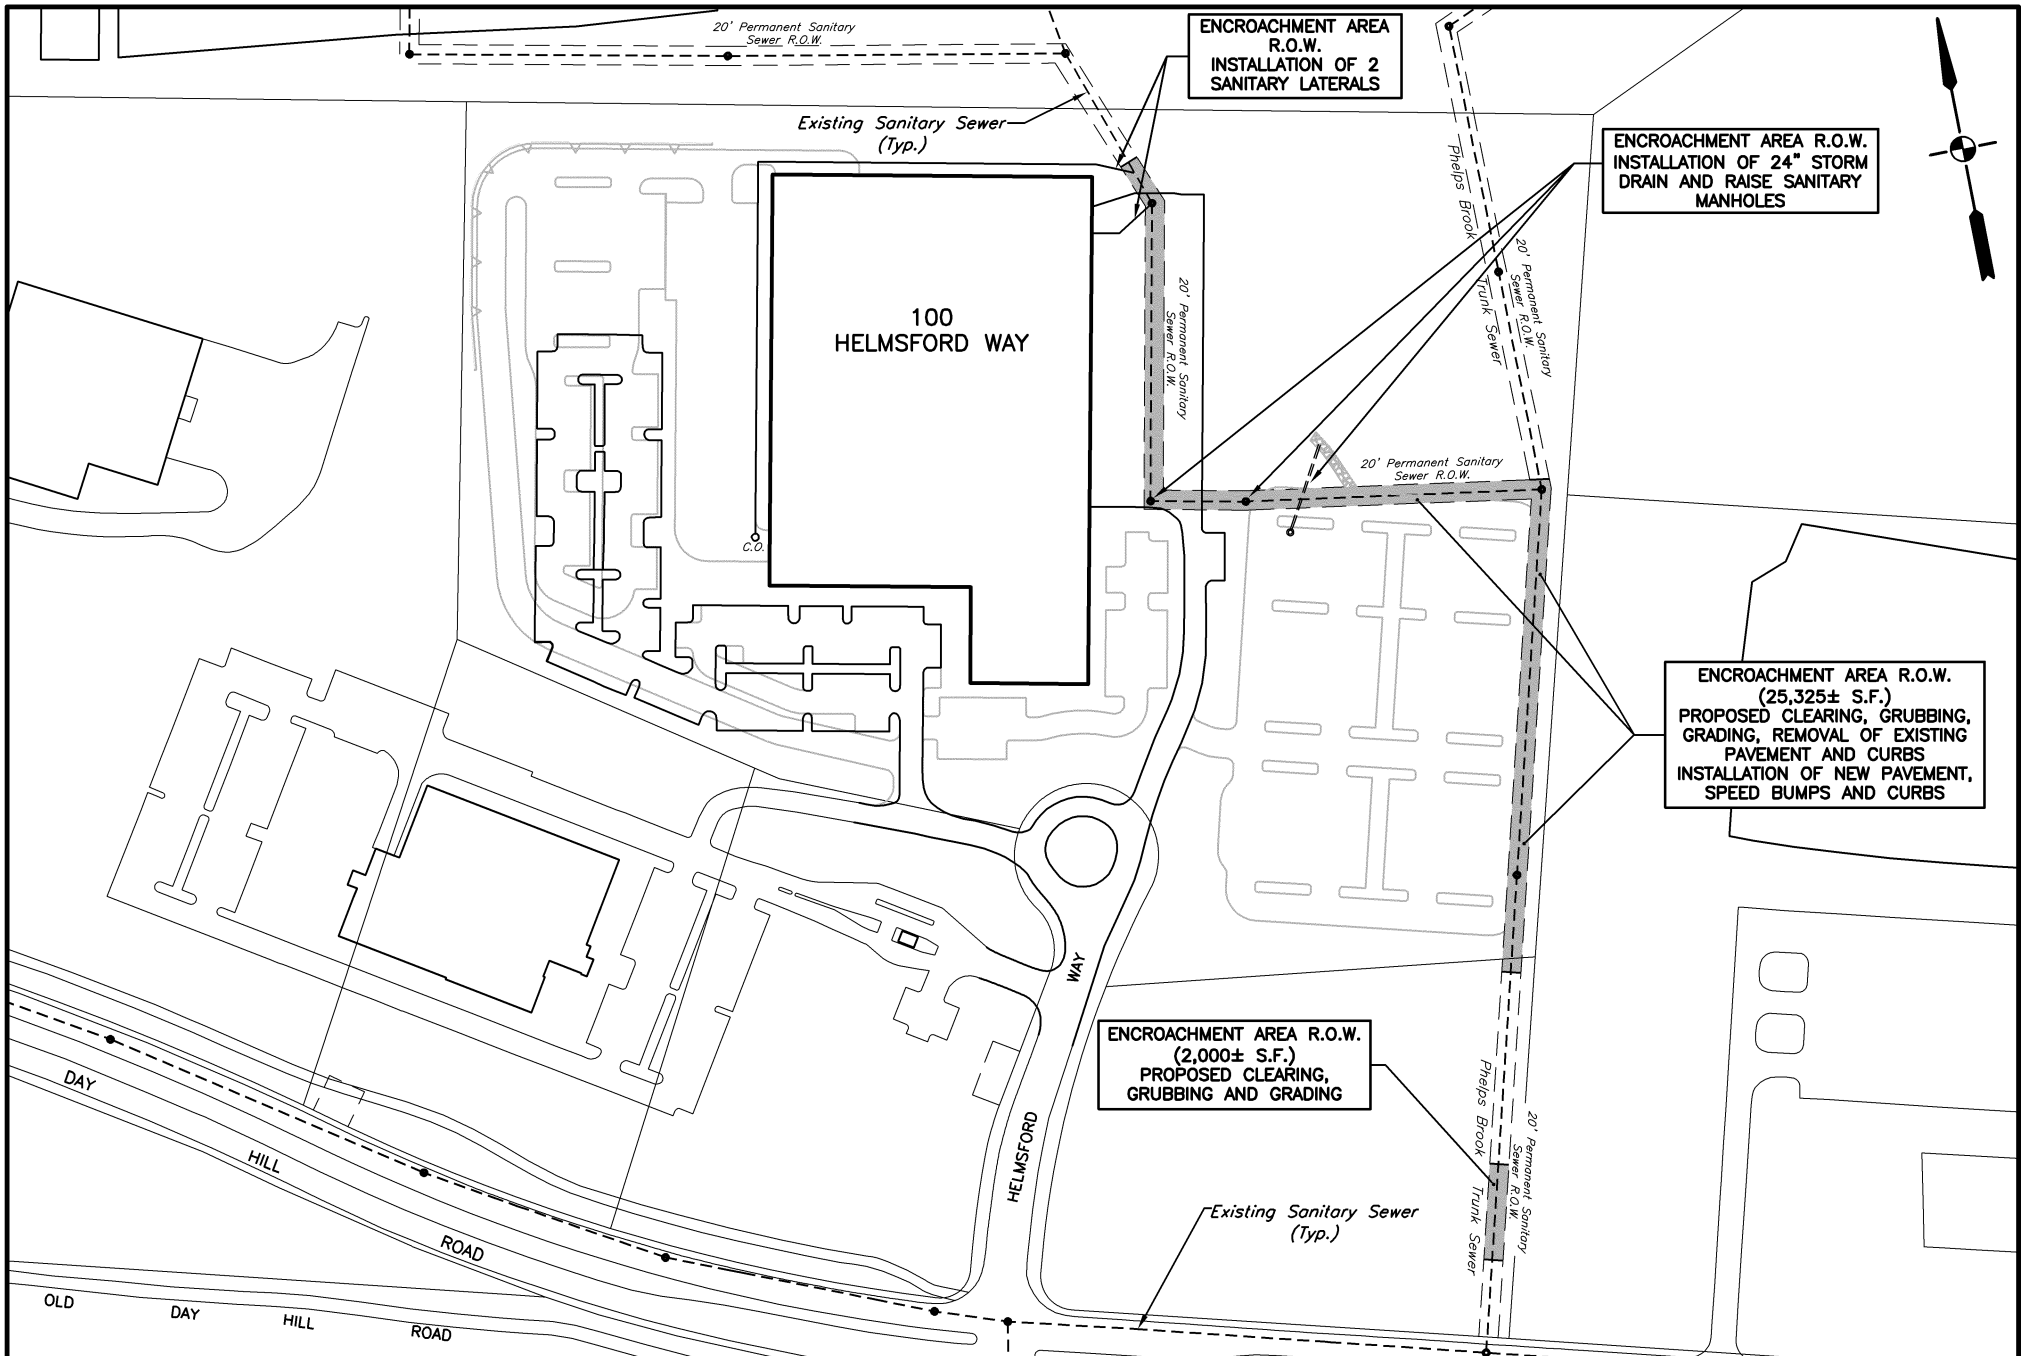 20' Permanent Sanitary
Sewer R.O.W.
ENCROACHMENT AREA
R.O.W.
INSTALLATION OF 2
SANITARY LATERALS
Existing Sanitary Sewer
(Typ.)
ENCROACHMENT AREA R.O.W.
INSTALLATION OF 24" STORM
DRAIN AND RAISE SANITARY
MANHOLES
Phelps Brook Trunk Sewer
20' Permanent Sanitary
Sewer R.O.W.
100
HELMSFORD WAY
20' Permanent Sanitary
Sewer R.O.W.
20' Permanent Sanitary
Sewer R.O.W.
C.O.
ENCROACHMENT AREA R.O.W.
(25,325± S.F.)
PROPOSED CLEARING, GRUBBING,
GRADING, REMOVAL OF EXISTING
PAVEMENT AND CURBS
INSTALLATION OF NEW PAVEMENT,
SPEED BUMPS AND CURBS
HELMSFORD WAY
ENCROACHMENT AREA R.O.W.
(2,000± S.F.)
PROPOSED CLEARING,
GRUBBING AND GRADING
Phelps Brook Trunk Sewer
20' Permanent Sanitary
Sewer R.O.W.
DAY HILL ROAD
Existing Sanitary Sewer
(Typ.)
OLD DAY HILL ROAD